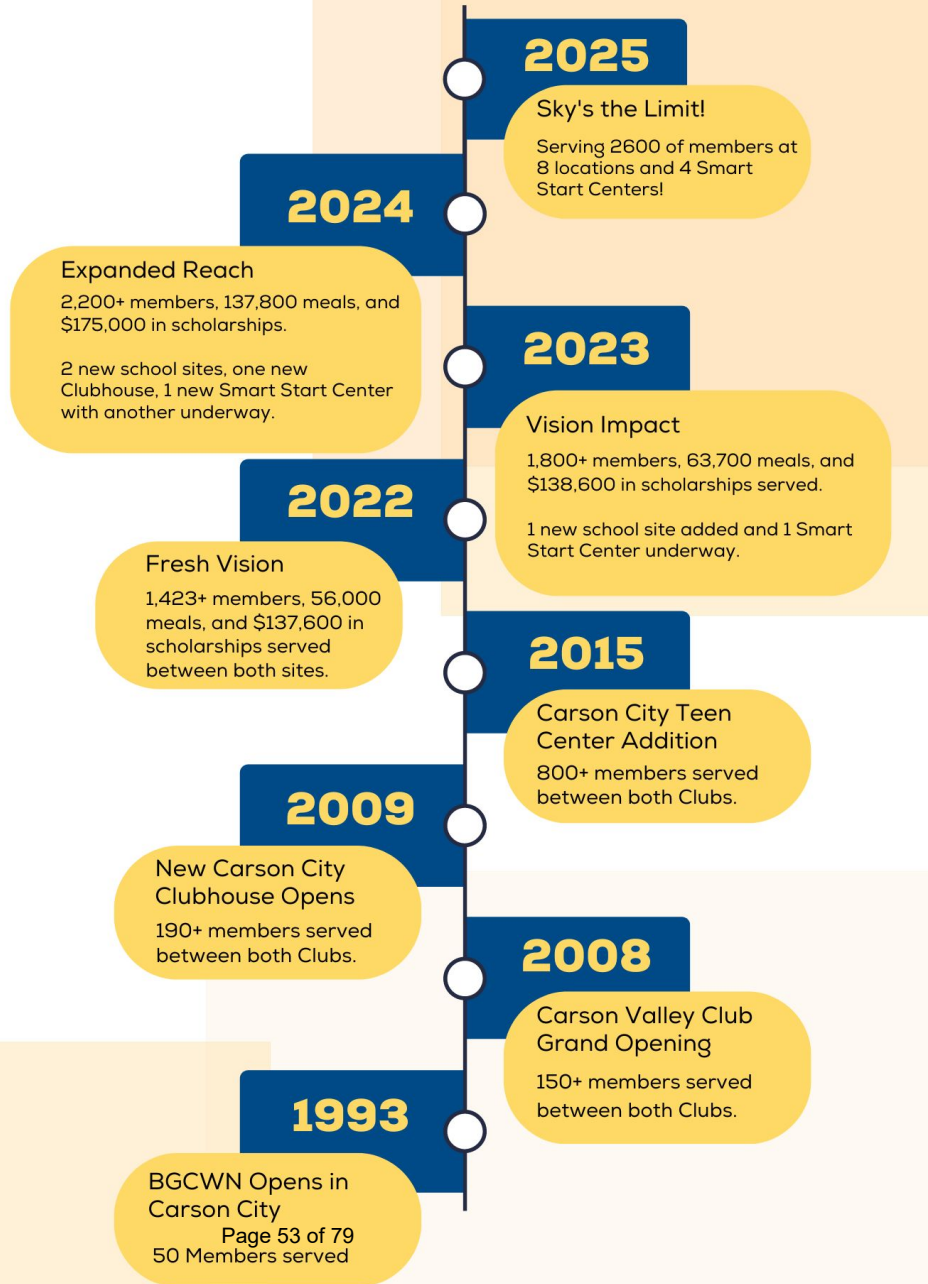 2025
Sky's the Limit!
Serving 2600 of members at
8 locations and 4 Smart
Start Centers!
2024
Expanded Reach
2,200+ members, 137,800 meals, and
$175,000 in scholarships.
2 new school sites, one new
Clubhouse, 1 new Smart Start Center
with another underway.
2023
Vision Impact
1,800+ members, 63,700 meals, and
$138,600 in scholarships served.
1 new school site added and 1 Smart
Start Center underway.
2022
Fresh Vision
1,423+ members, 56,000
meals, and $137,600 in
scholarships served
between both sites.
2015
Carson City Teen
Center Addition
800+ members served
between both Clubs.
2009
New Carson City
Clubhouse Opens
190+ members served
between both Clubs.
2008
Carson Valley Club
Grand Opening
150+ members served
between both Clubs.
1993
BGCWN Opens in
Carson City
Page 53 of 79
50 Members served